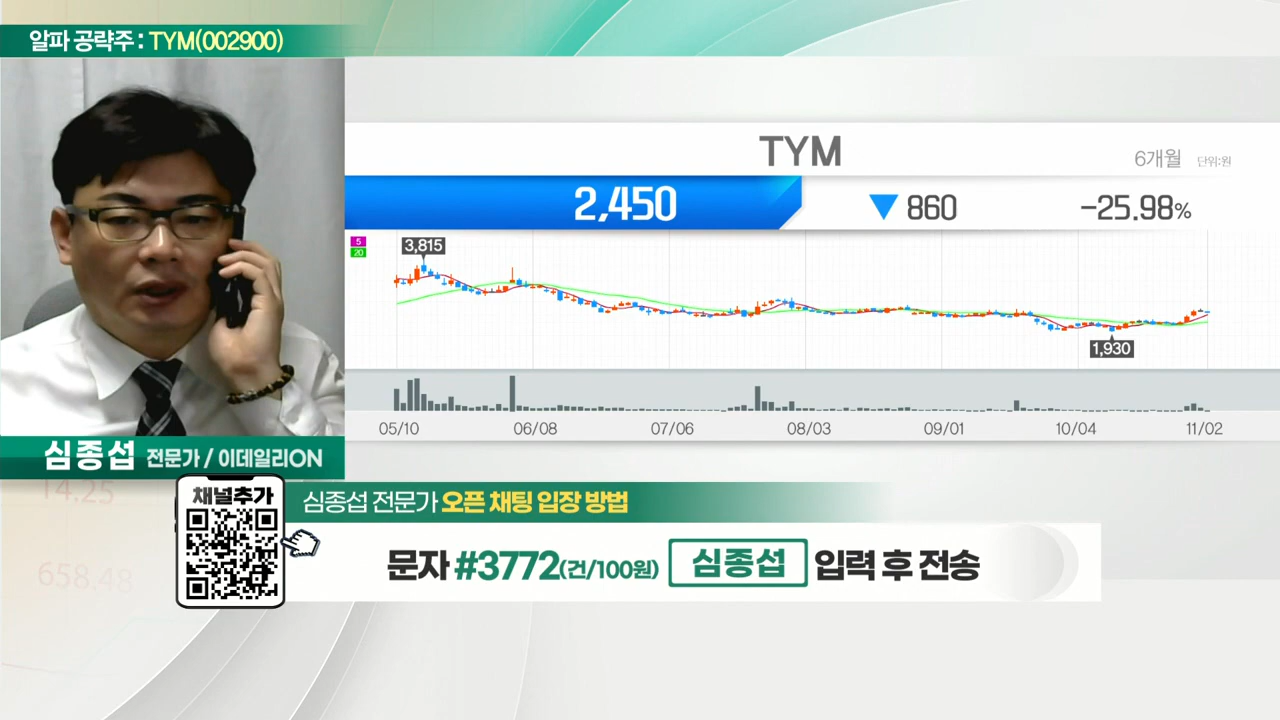 알파 공략주 : TYM(002900)
TYM
6개월 단위:원
2,450 ▼ 860 -25.98%
5
20
3,815
1,930
05/10 06/08 07/06 08/03 09/01 10/04 11/02
심종섭 전문가 / 이데일리ON
14.25
658.48
채널추가
심종섭 전문가 오픈 채팅 입장 방법
문자 #3772(건/100원) 심종섭 입력 후 전송